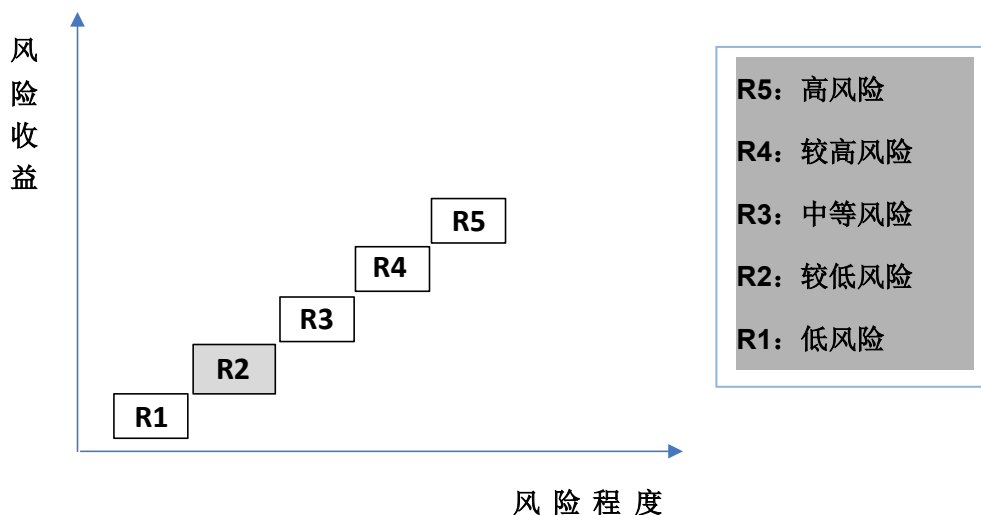 风险收益
R5
R4
R3
R2
R1
风险程度
R5：高风险
R4：较高风险
R3：中等风险
R2：较低风险
R1：低风险